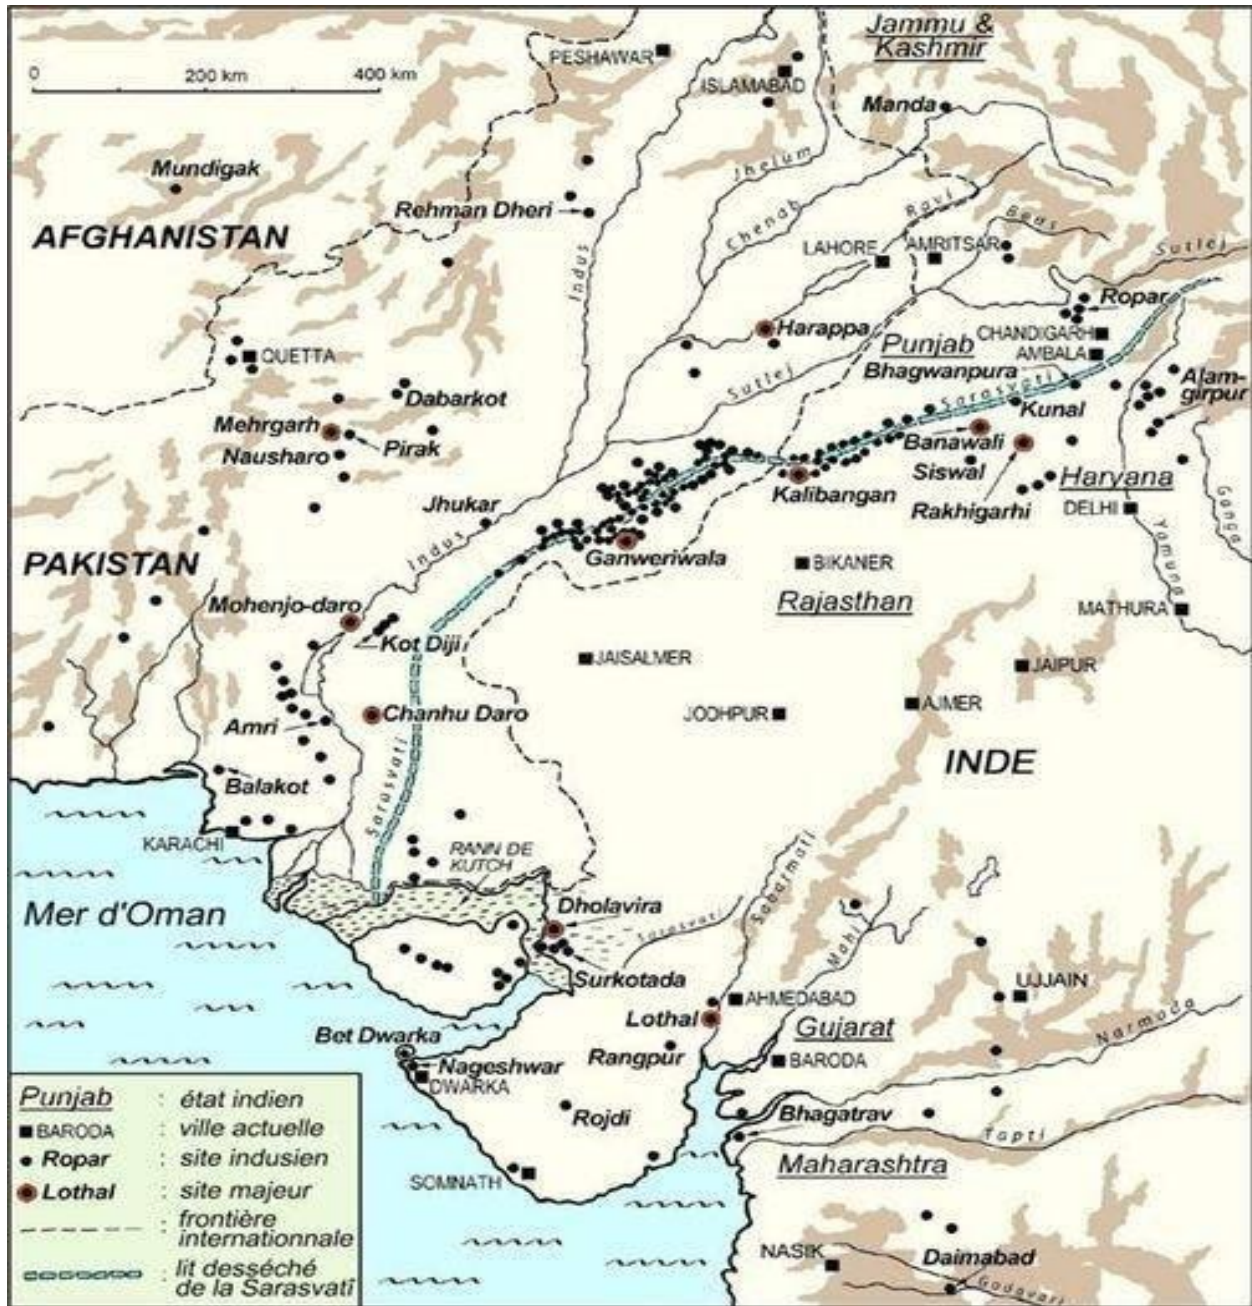 Jammu &
Kashmir
0 200 km 400 km
PESHAWAR
ISLAMABAD
Manda
Mundigak
Jhelum
Rehman Dheri
Chenab
Ravi
Beas
AFGHANISTAN
Indus
LAHORE
AMRITSAR
Sutlej
Ropar
Harappa
CHANDIGARH
Punjab
AMBALA
QUETTA
Bhagwanpura
Sutlej
Sarasvati
Alam-
girpur
Dabarkot
Kunal
Mehrgarh
Pirak
Banawali
Nausharo
Siswal
Haryana
Kalibangan
Jhukar
Rakhigarhi
DELHI
Ganga
Indus
Ganweriwala
PAKISTAN
BIKANER
Yamuna
Mohenjo-daro
Rajasthan
MATHURA
Kot Diji
JAISALMER
JAIPUR
Chanhu Daro
JODHPUR
AJMER
Amri
INDE
Balakot
Sarasvati
KARACHI
RANN DE
KUTCH
Sabarmati
Mer d'Oman
Dholavira
Sarasvati
Mahi
Surkotada
UJJAIN
AHMEDABAD
Lothal
Gujarat
Narmada
Bet Dwarka
Rangpur
BARODA
Nageshwar
DWARKA
Rojdi
Bhagatrav
Tapti
Maharashtra
SOMNATH
NASIK
Daimabad
Godavari
Punjab : état indien
BARODA : ville actuelle
Ropar : site indusien
Lothal : site majeur
: frontière
internationnale
: lit desséché
de la Sarasvatî